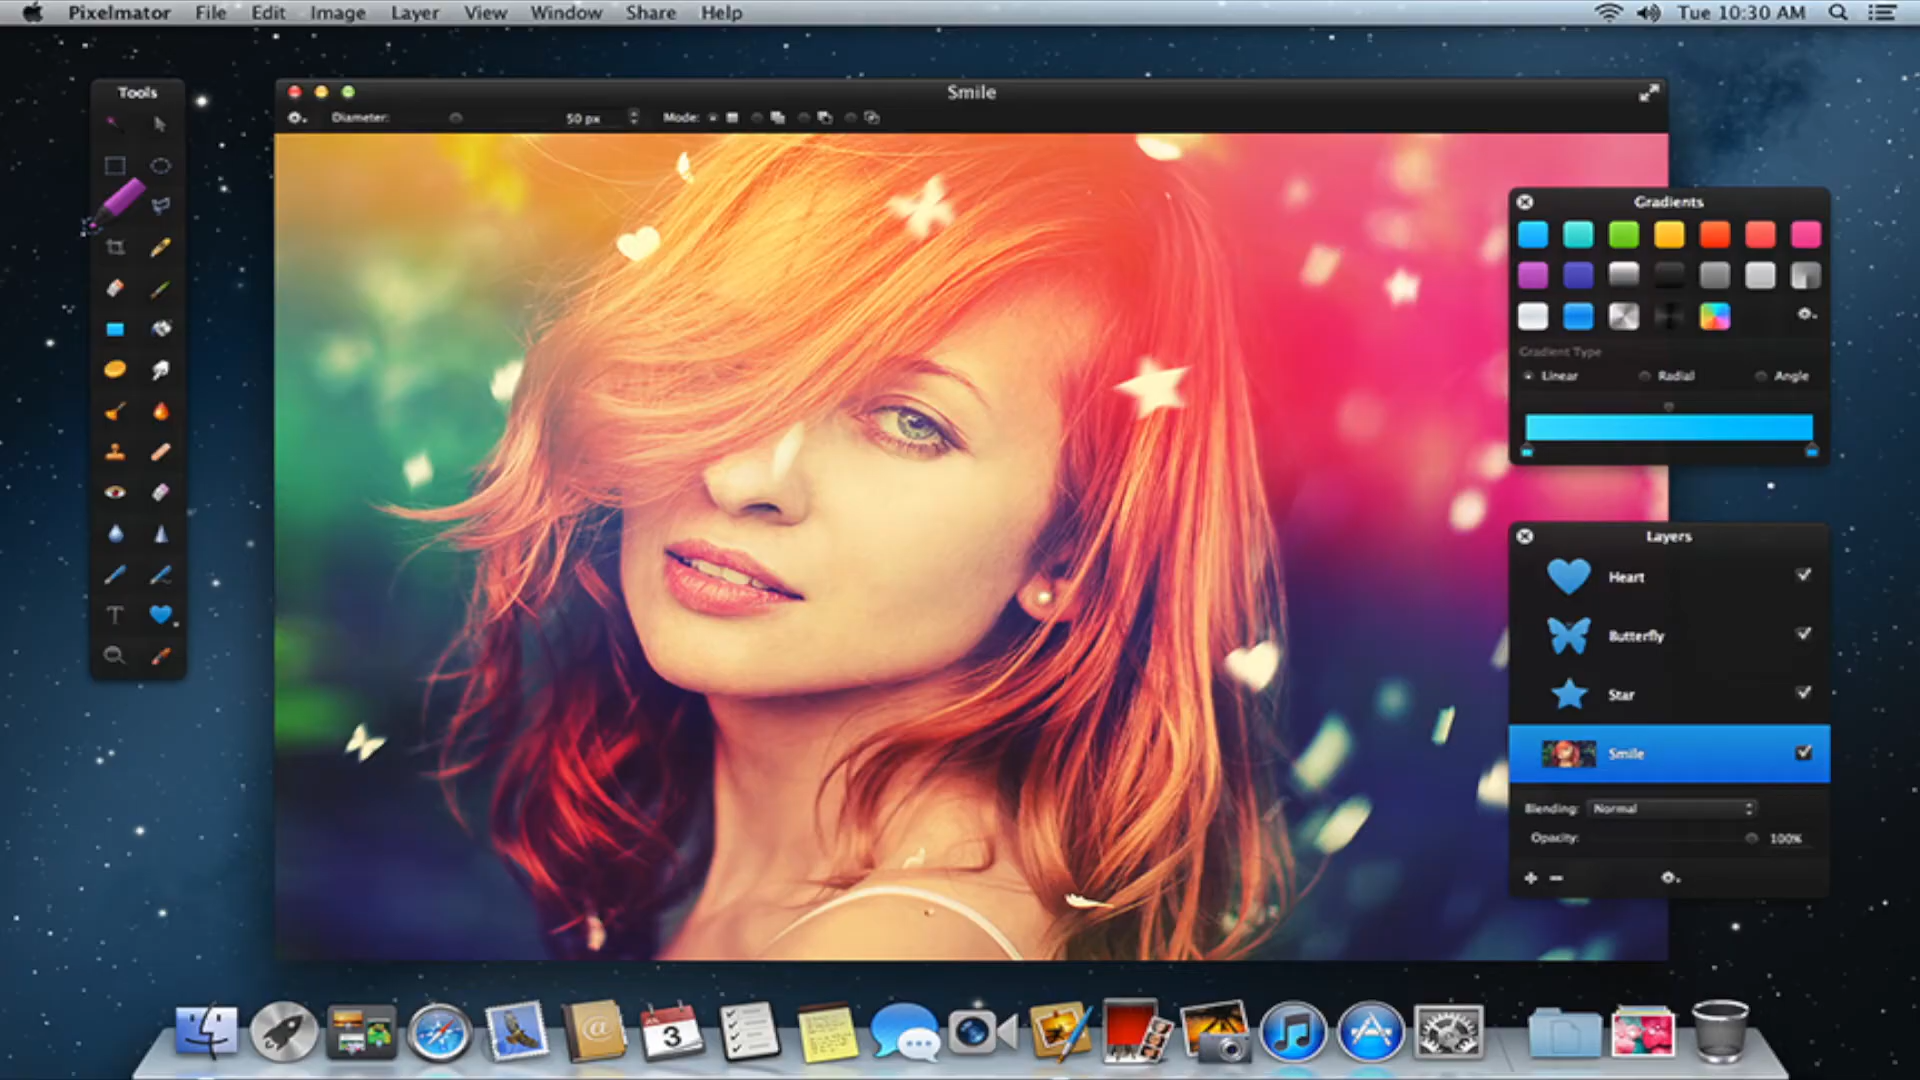 Pixelmator File Edit Image Layer View Window Share Help Tue 10:30 AM
Tools
Smile
Diameter: 50 px Mode:
Gradients
Gradient Type
Linear Radial Angle
Layers
Heart
Butterfly
Star
Smile
Blending: Normal
Opacity: 100%
T
@
3